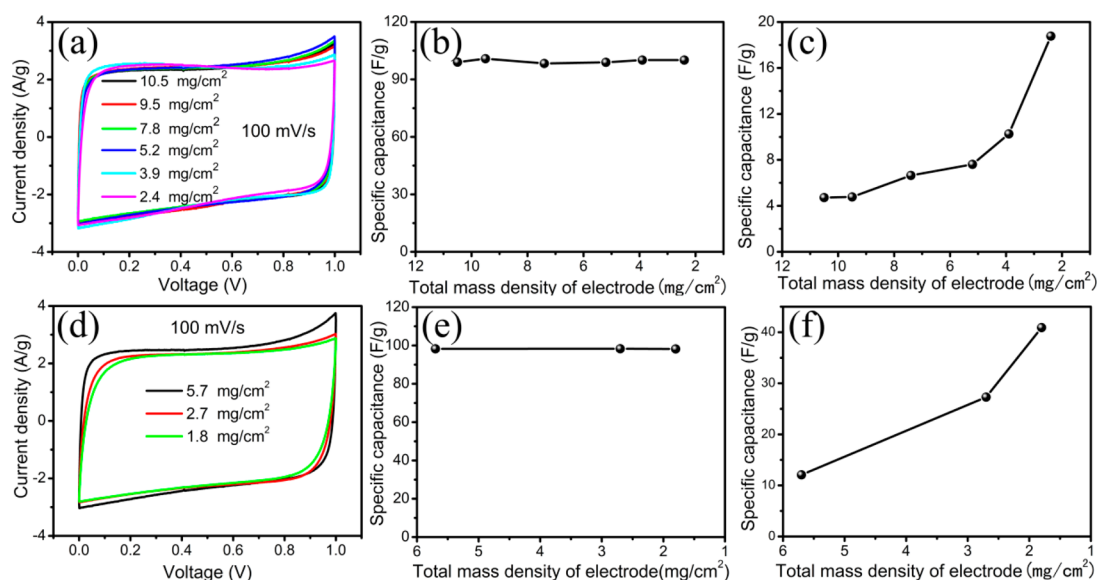 (a)
Current density (A/g)
4
2
0
-2
-4
10.5 mg/cm²
9.5 mg/cm²
7.8 mg/cm²
5.2 mg/cm²
3.9 mg/cm²
2.4 mg/cm²
100 mV/s
0.0 0.2 0.4 0.6 0.8 1.0
Voltage (V)
(b)
Specific capacitance (F/g)
120
90
60
30
0
12 10 8 6 4 2
Total mass density of electrode (mg/cm²)
(c)
Specific capacitance (F/g)
20
16
12
8
4
0
12 11 10 9 8 7 6 5 4 3 2 1
Total mass density of electrode (mg/cm²)
(d)
Current density (A/g)
4
2
0
-2
-4
100 mV/s
5.7 mg/cm²
2.7 mg/cm²
1.8 mg/cm²
0.0 0.2 0.4 0.6 0.8 1.0
Voltage (V)
(e)
Specific capacitance (F/g)
120
100
80
60
40
20
0
6 5 4 3 2 1
Total mass density of electrode(mg/cm²)
(f)
Specific capacitance (F/g)
40
30
20
10
0
6 5 4 3 2 1
Total mass density of electrode (mg/cm²)